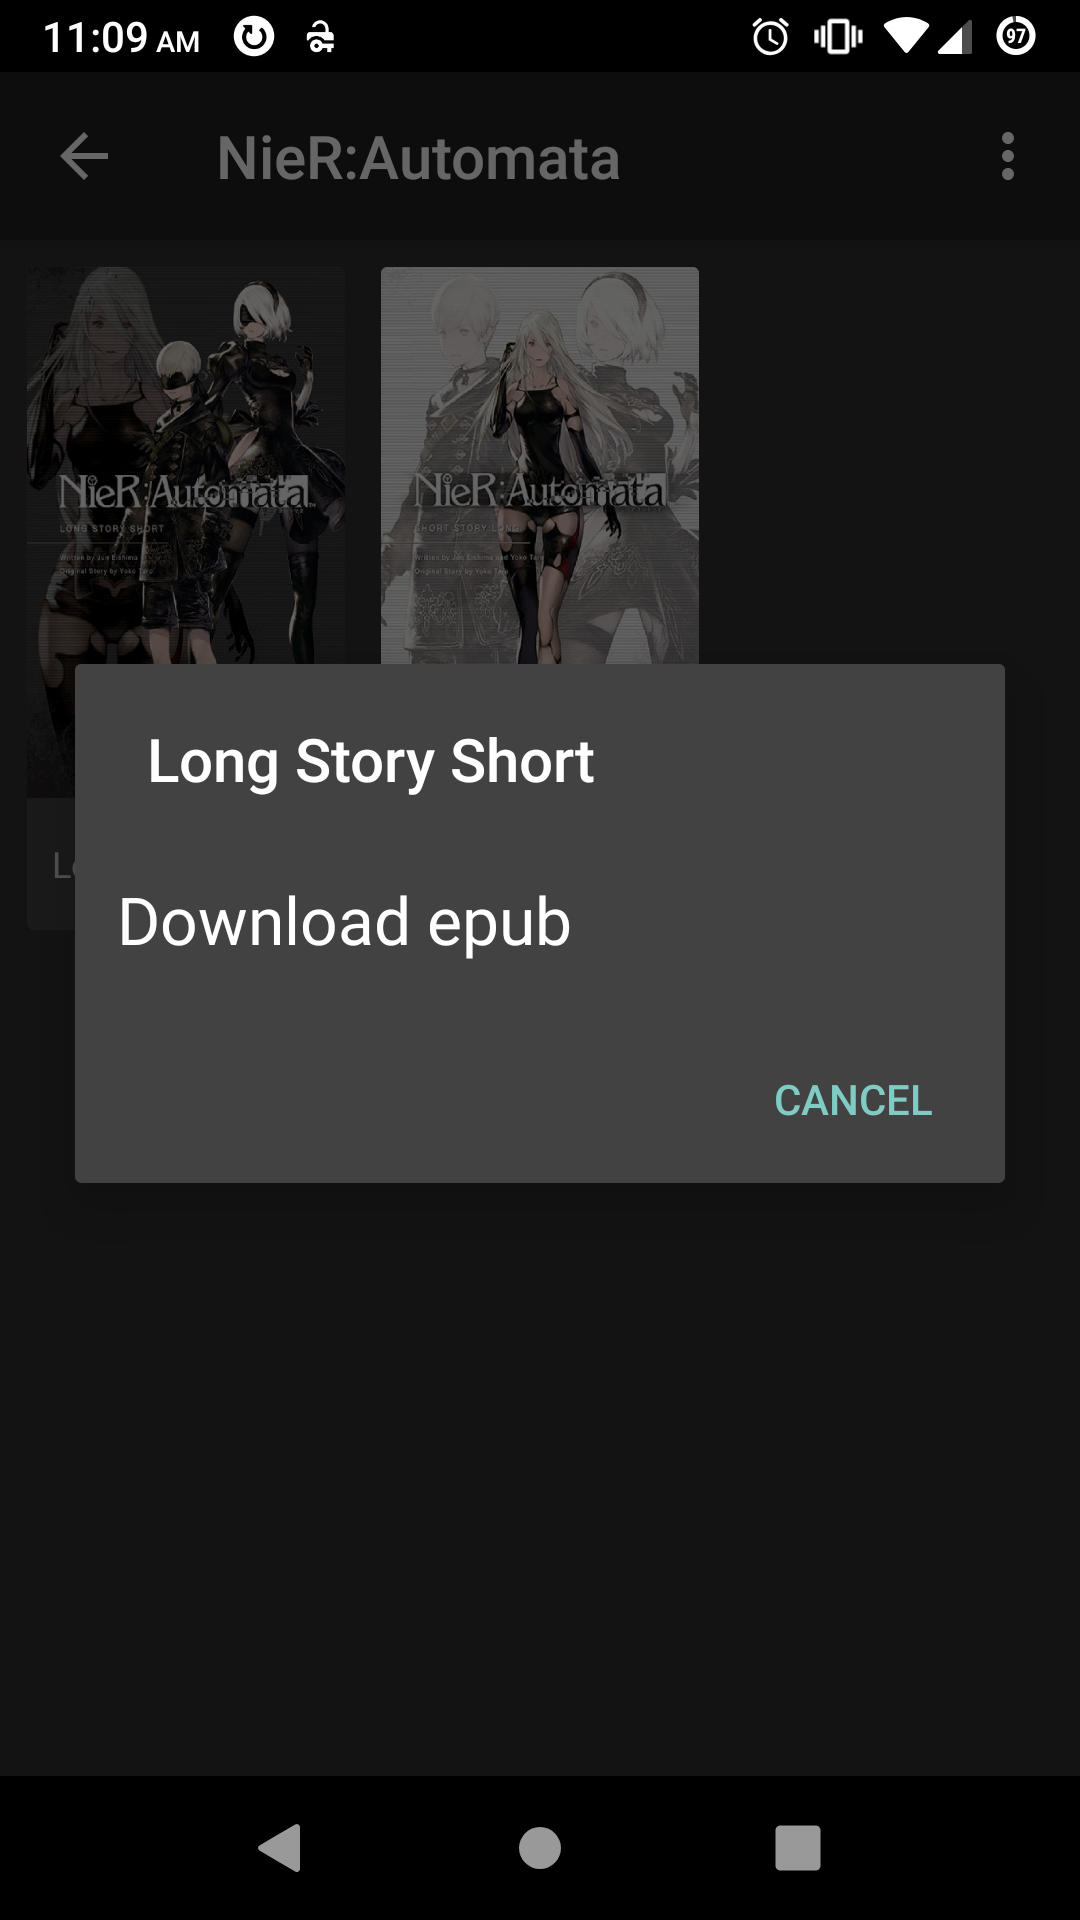 11:09 AM
97
NieR:Automata
NieR:Automata
LONG STORY SHORT
Written by Jun Eishima
Original Story by Yoko Taro
NieR:Automata
SHORT STORY LONG
Written by Jun Eishima and Yoko Taro
Original Story by Yoko Taro
Long Story Short
Download epub
CANCEL